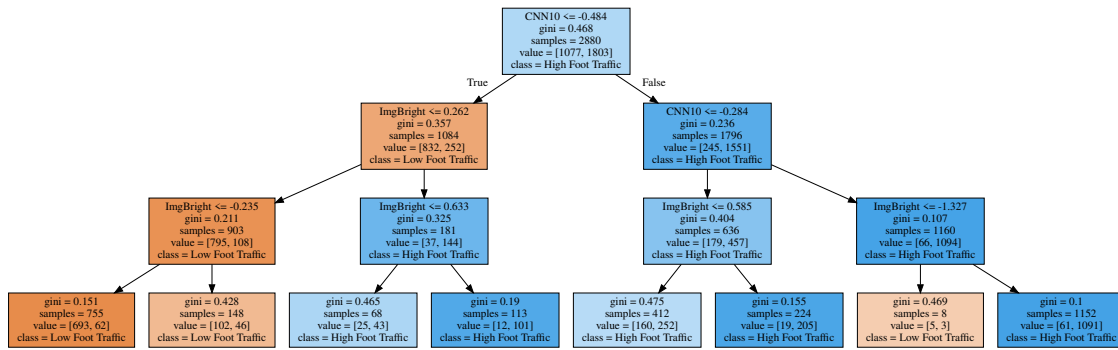 CNN10 <= -0.484
gini = 0.468
samples = 2880
value = [1077, 1803]
class = High Foot Traffic
True
False
ImgBright <= 0.262
gini = 0.357
samples = 1084
value = [832, 252]
class = Low Foot Traffic
CNN10 <= -0.284
gini = 0.236
samples = 1796
value = [245, 1551]
class = High Foot Traffic
ImgBright <= -0.235
gini = 0.211
samples = 903
value = [795, 108]
class = Low Foot Traffic
ImgBright <= 0.633
gini = 0.325
samples = 181
value = [37, 144]
class = High Foot Traffic
ImgBright <= 0.585
gini = 0.404
samples = 636
value = [179, 457]
class = High Foot Traffic
ImgBright <= -1.327
gini = 0.107
samples = 1160
value = [66, 1094]
class = High Foot Traffic
gini = 0.151
samples = 755
value = [693, 62]
class = Low Foot Traffic
gini = 0.428
samples = 148
value = [102, 46]
class = Low Foot Traffic
gini = 0.465
samples = 68
value = [25, 43]
class = High Foot Traffic
gini = 0.19
samples = 113
value = [12, 101]
class = High Foot Traffic
gini = 0.475
samples = 412
value = [160, 252]
class = High Foot Traffic
gini = 0.155
samples = 224
value = [19, 205]
class = High Foot Traffic
gini = 0.469
samples = 8
value = [5, 3]
class = Low Foot Traffic
gini = 0.1
samples = 1152
value = [61, 1091]
class = High Foot Traffic